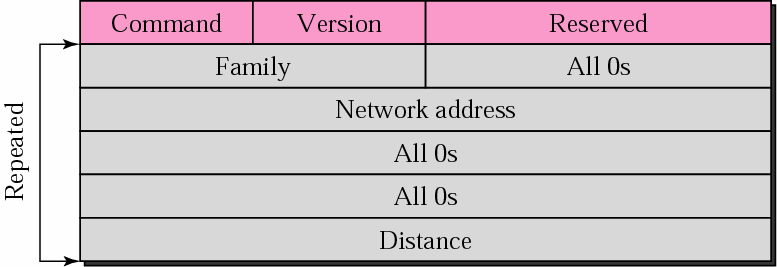 Command Version Reserved
Family All 0s
Network address
All 0s
All 0s
Distance
Repeated